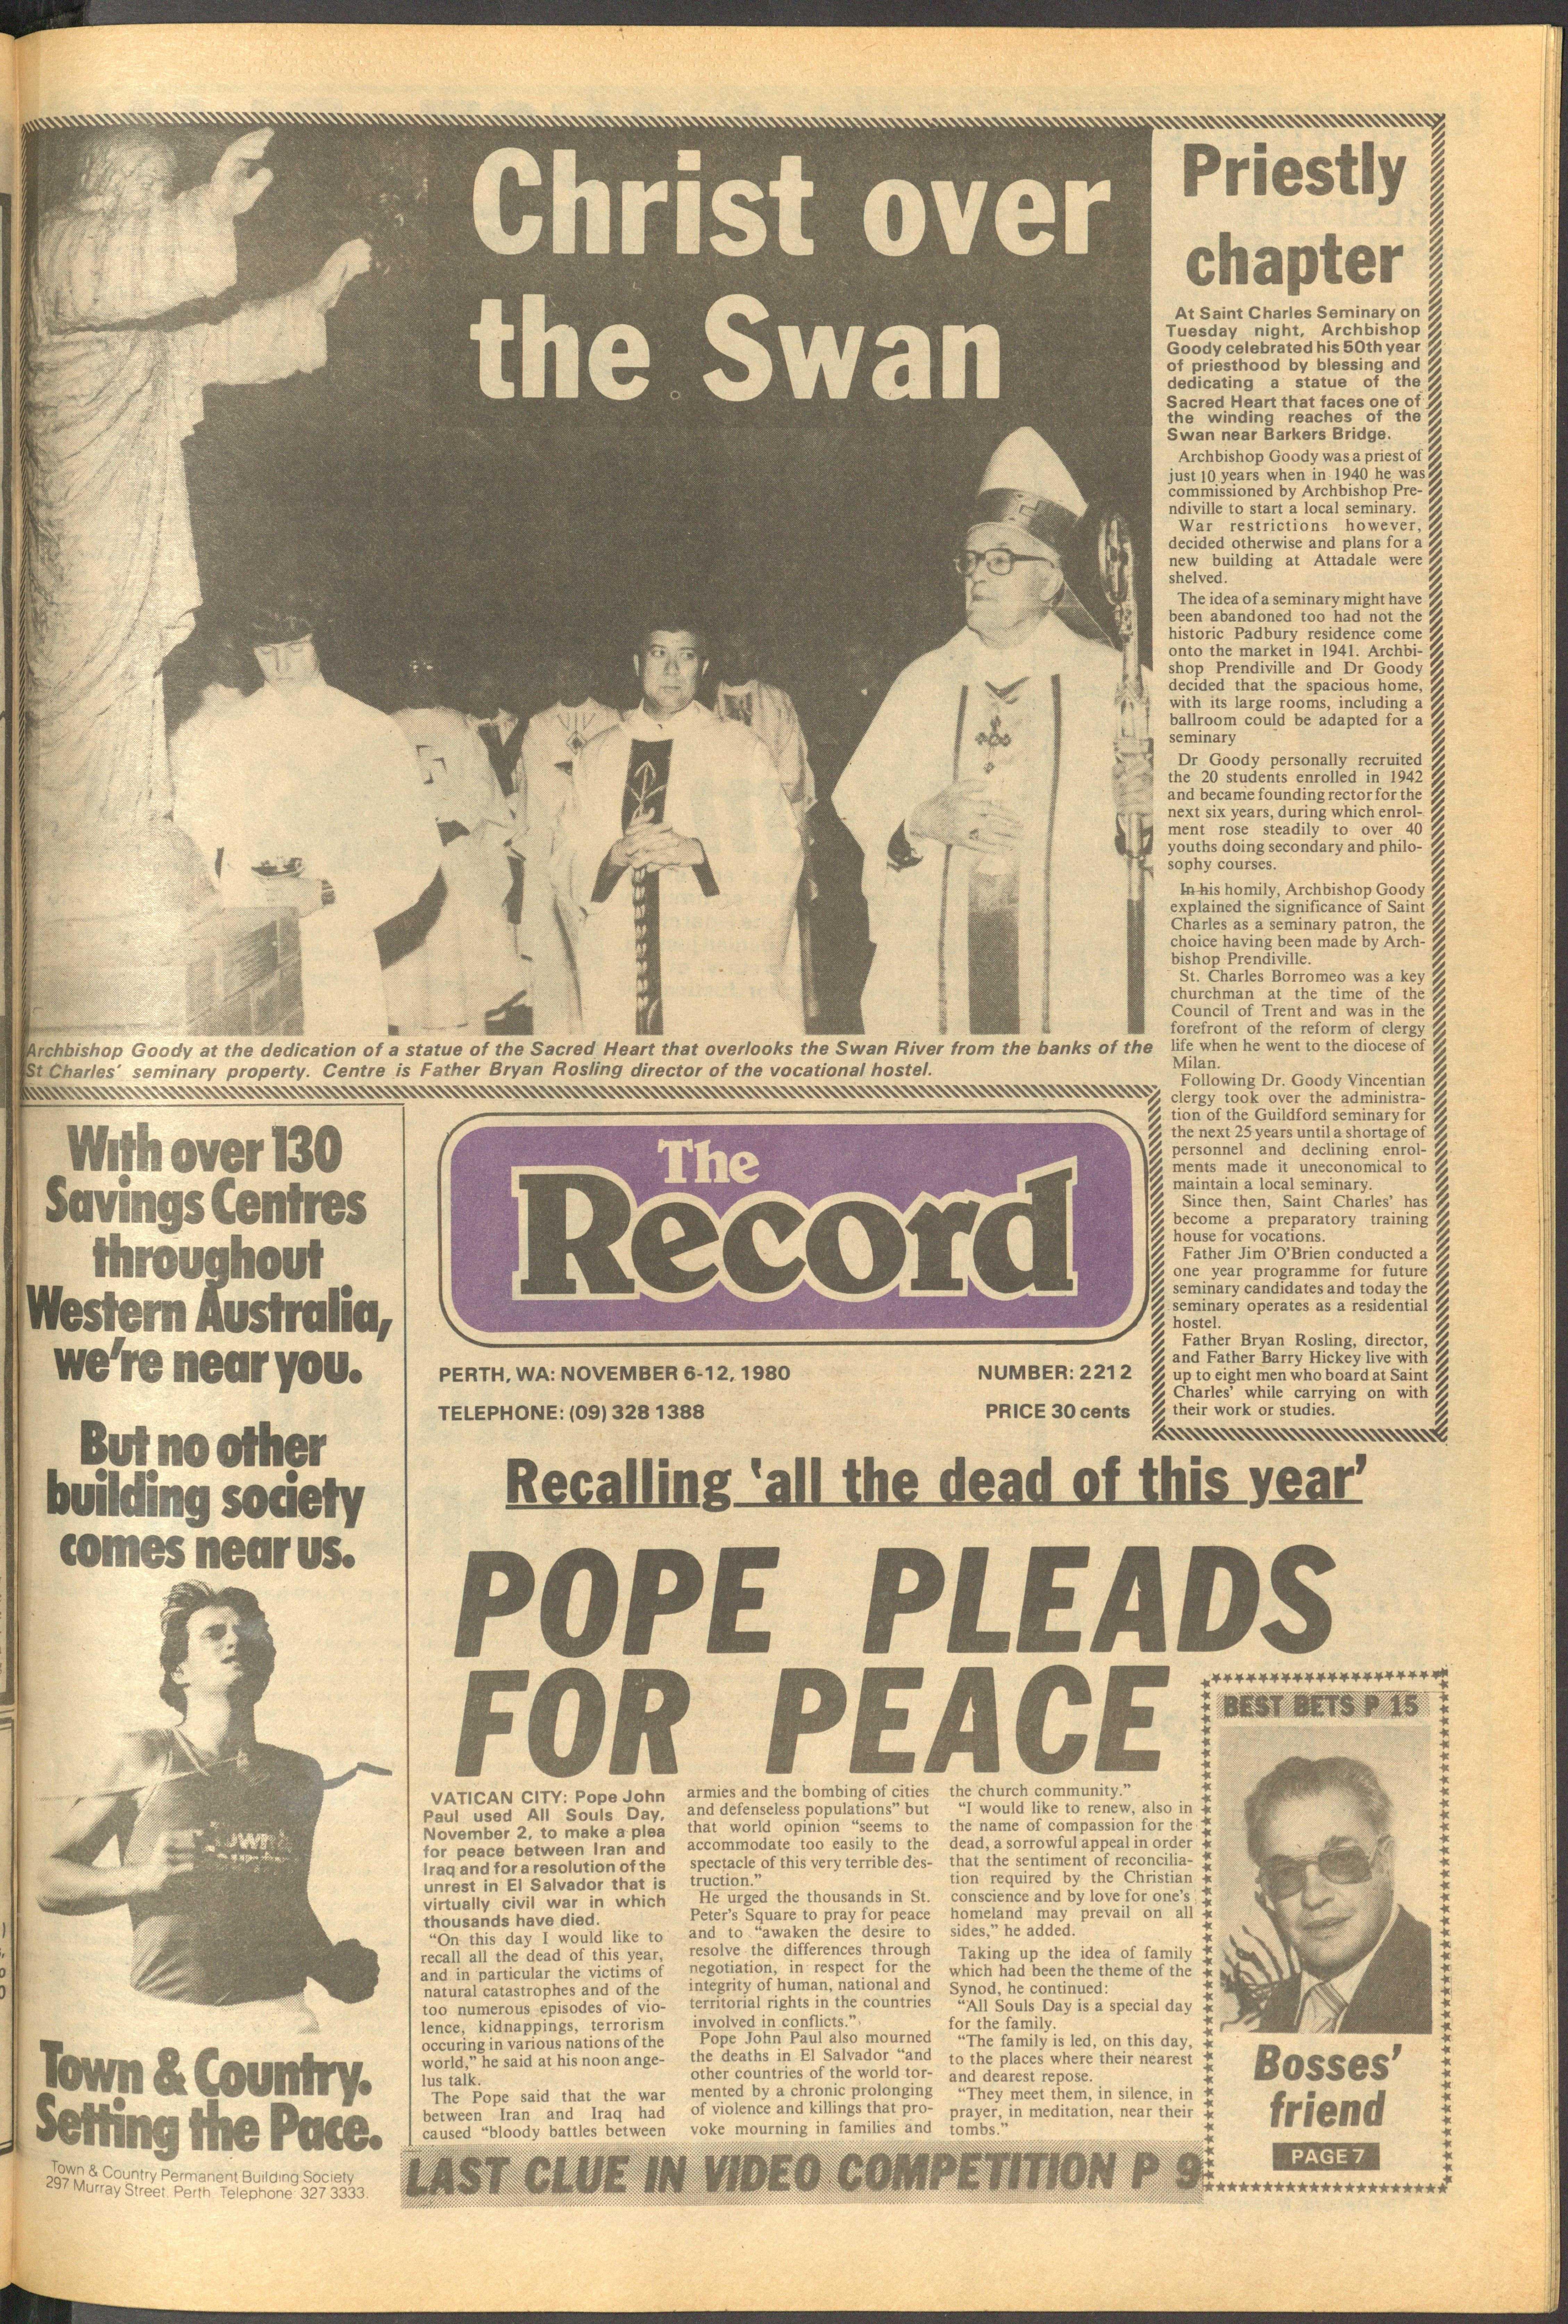 Christ over
the Swan
Archbishop Goody at the dedication of a statue of the Sacred Heart that overlooks the Swan River from the banks of the
St Charles' seminary property. Centre is Father Bryan Rosling director of the vocational hostel.
Priestly
chapter
At Saint Charles Seminary on
Tuesday night, Archbishop
Goody celebrated his 50th year
of priesthood by blessing and
dedicating a statue of the
Sacred Heart that faces one of
the winding reaches of the
Swan near Barkers Bridge.
Archbishop Goody was a priest of
just 10 years when in 1940 he was
commissioned by Archbishop Pre-
ndiville to start a local seminary.
War restrictions however,
decided otherwise and plans for a
new building at Attadale were
shelved.
The idea of a seminary might have
been abandoned too had not the
historic Padbury residence come
onto the market in 1941. Archbi-
shop Prendiville and Dr Goody
decided that the spacious home,
with its large rooms, including a
ballroom could be adapted for a
seminary
Dr Goody personally recruited
the 20 students enrolled in 1942
and became founding rector for the
next six years, during which enrol-
ment rose steadily to over 40
youths doing secondary and philo-
sophy courses.
In his homily, Archbishop Goody
explained the significance of Saint
Charles as a seminary patron, the
choice having been made by Arch-
bishop Prendiville.
St. Charles Borromeo was a key
churchman at the time of the
Council of Trent and was in the
forefront of the reform of clergy
life when he went to the diocese of
Milan.
Following Dr. Goody Vincentian
clergy took over the administra-
tion of the Guildford seminary for
the next 25 years until a shortage of
personnel and declining enrol-
ments made it uneconomical to
maintain a local seminary.
Since then, Saint Charles' has
become a preparatory training
house for vocations.
Father Jim O'Brien conducted a
one year programme for future
seminary candidates and today the
seminary operates as a residential
hostel.
Father Bryan Rosling, director,
and Father Barry Hickey live with
up to eight men who board at Saint
Charles' while carrying on with
their work or studies.
With over 130
Savings Centres
throughout
Western Australia,
we're near you.
But no other
building society
comes near us.
TOWN &
COUNTRY
Town & Country.
Setting the Pace.
Town & Country Permanent Building Society
297 Murray Street, Perth. Telephone 327 3333.
The
Record
PERTH, WA: NOVEMBER 6-12, 1980
NUMBER: 2212
TELEPHONE: (09) 328 1388
PRICE 30 cents
Recalling 'all the dead of this year'
POPE PLEADS
FOR PEACE
VATICAN CITY: Pope John
Paul used All Souls Day,
November 2, to make a plea
for peace between Iran and
Iraq and for a resolution of the
unrest in El Salvador that is
virtually civil war in which
thousands have died.
"On this day I would like to
recall all the dead of this year,
and in particular the victims of
natural catastrophes and of the
too numerous episodes of vio-
lence, kidnappings, terrorism
occuring in various nations of the
world," he said at his noon ange-
lus talk.
The Pope said that the war
between Iran and Iraq had
caused "bloody battles between
armies and the bombing of cities
and defenseless populations" but
that world opinion "seems to
accommodate too easily to the
spectacle of this very terrible des-
truction."
He urged the thousands in St.
Peter's Square to pray for peace
and to "awaken the desire to
resolve the differences through
negotiation, in respect for the
integrity of human, national and
territorial rights in the countries
involved in conflicts."
Pope John Paul also mourned
the deaths in El Salvador "and
other countries of the world tor-
mented by a chronic prolonging
of violence and killings that pro-
voke mourning in families and
the church community."
"I would like to renew, also in
the name of compassion for the
dead, a sorrowful appeal in order
that the sentiment of reconcilia-
tion required by the Christian
conscience and by love for one's
homeland may prevail on all
sides," he added.
Taking up the idea of family
which had been the theme of the
Synod, he continued:
"All Souls Day is a special day
for the family.
"The family is led, on this day,
to the places where their nearest
and dearest repose.
"They meet them, in silence, in
prayer, in meditation, near their
tombs."
BEST BETS P 15
Bosses'
friend
PAGE 7
LAST CLUE IN VIDEO COMPETITION P 9